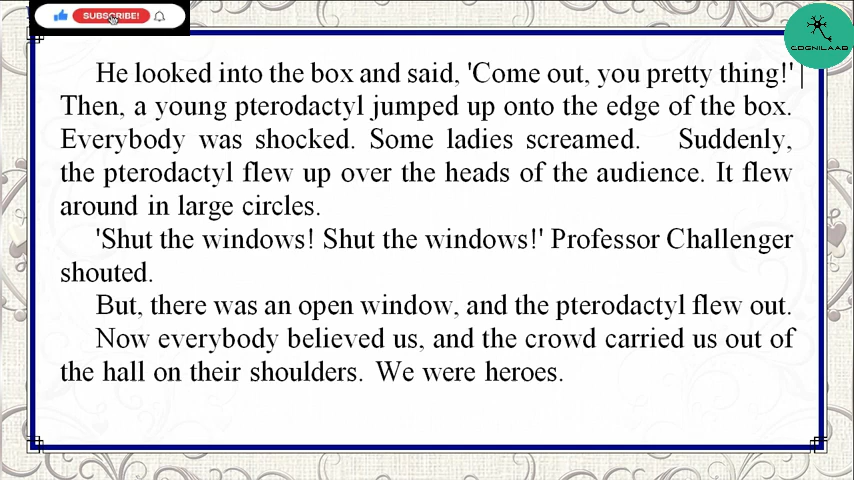 SUBSCRIBE!
COGNILAAB
He looked into the box and said, 'Come out, you pretty thing!'
Then, a young pterodactyl jumped up onto the edge of the box.
Everybody was shocked. Some ladies screamed. Suddenly,
the pterodactyl flew up over the heads of the audience. It flew
around in large circles.
'Shut the windows! Shut the windows!' Professor Challenger
shouted.
But, there was an open window, and the pterodactyl flew out.
Now everybody believed us, and the crowd carried us out of
the hall on their shoulders. We were heroes.